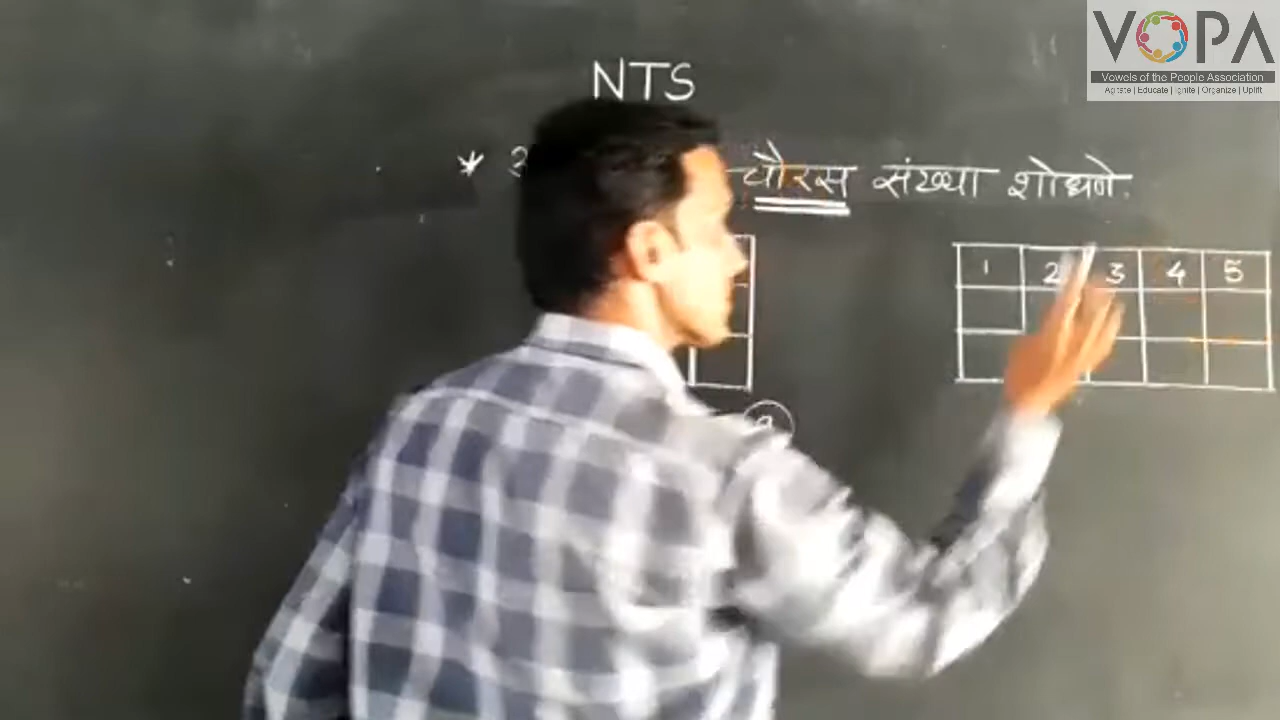 NTS
* चौरस संख्या शोधणे.
1 2 3 4 5
VOPA
Vowels of the People Association
Agitate | Educate | Ignite | Organize | Uplift